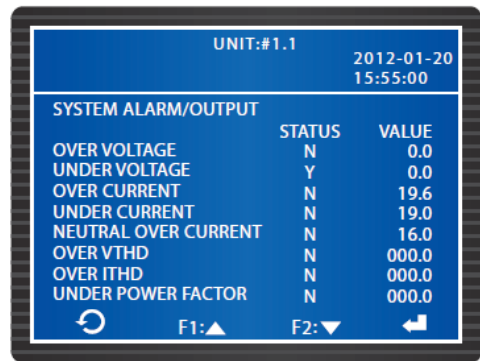 UNIT:#1.1
2012-01-20
15:55:00
SYSTEM ALARM/OUTPUT
STATUS VALUE
OVER VOLTAGE N 0.0
UNDER VOLTAGE Y 0.0
OVER CURRENT N 19.6
UNDER CURRENT N 19.0
NEUTRAL OVER CURRENT N 16.0
OVER VTHD N 000.0
OVER ITHD N 000.0
UNDER POWER FACTOR N 000.0
F1:▲ F2:▼